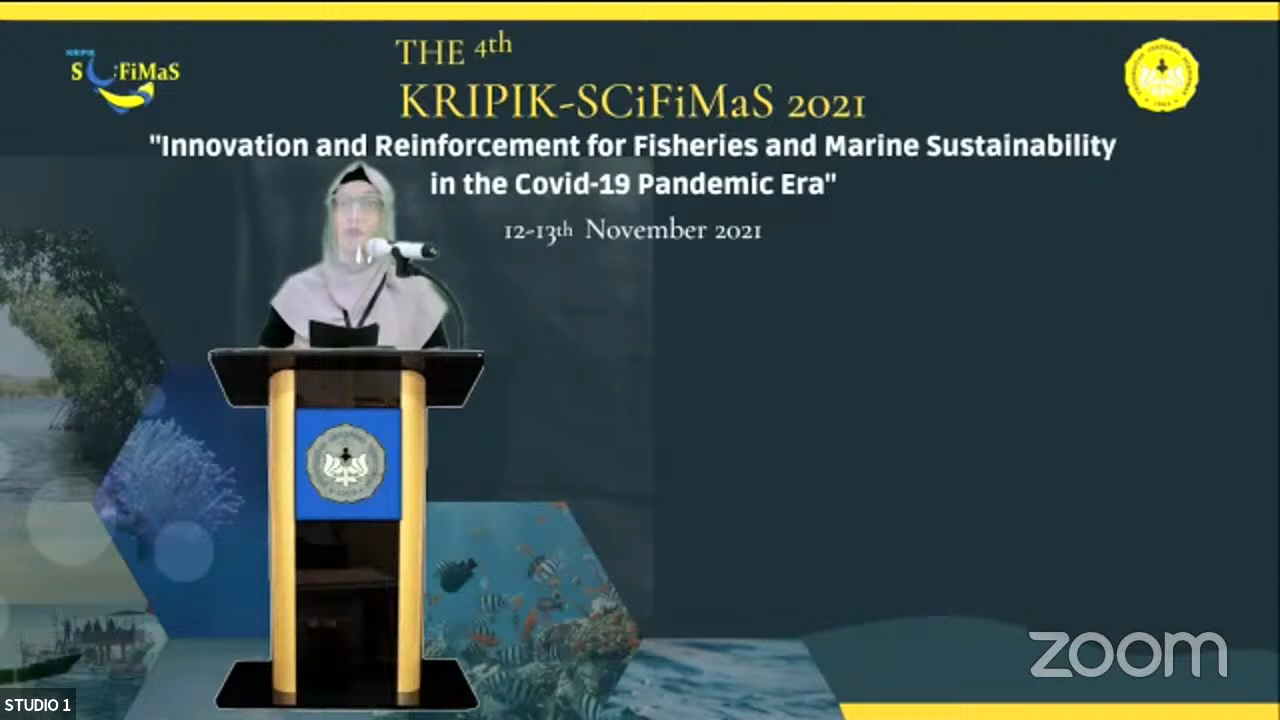 KRIPIK
SCiFiMaS
THE 4th
KRIPIK-SCiFiMaS 2021
"Innovation and Reinforcement for Fisheries and Marine Sustainability
in the Covid-19 Pandemic Era"
12-13th November 2021
zoom
STUDIO 1